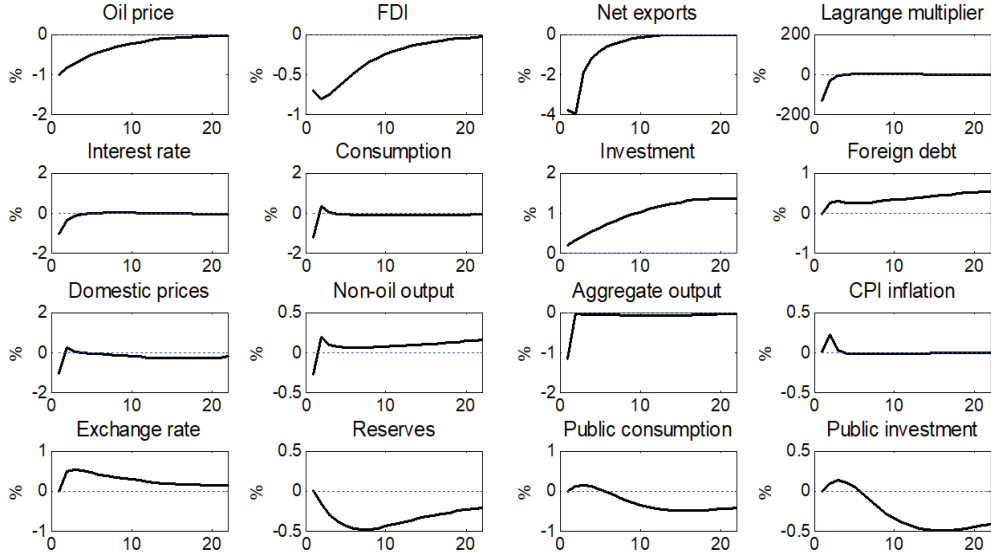 Oil price
0
-1
-2
%
0 10 20
FDI
0
-0.5
-1
%
0 10 20
Net exports
0
-2
-4
%
0 10 20
Lagrange multiplier
200
0
-200
%
0 10 20
Interest rate
2
0
-2
%
0 10 20
Consumption
2
0
-2
%
0 10 20
Investment
2
1
0
%
0 10 20
Foreign debt
1
0
-1
%
0 10 20
Domestic prices
2
0
-2
%
0 10 20
Non-oil output
0.5
0
-0.5
%
0 10 20
Aggregate output
0
-1
-2
%
0 10 20
CPI inflation
0.5
0
-0.5
%
0 10 20
Exchange rate
1
0
-1
%
0 10 20
Reserves
0.5
0
-0.5
%
0 10 20
Public consumption
1
0
-1
%
0 10 20
Public investment
0.5
0
-0.5
%
0 10 20